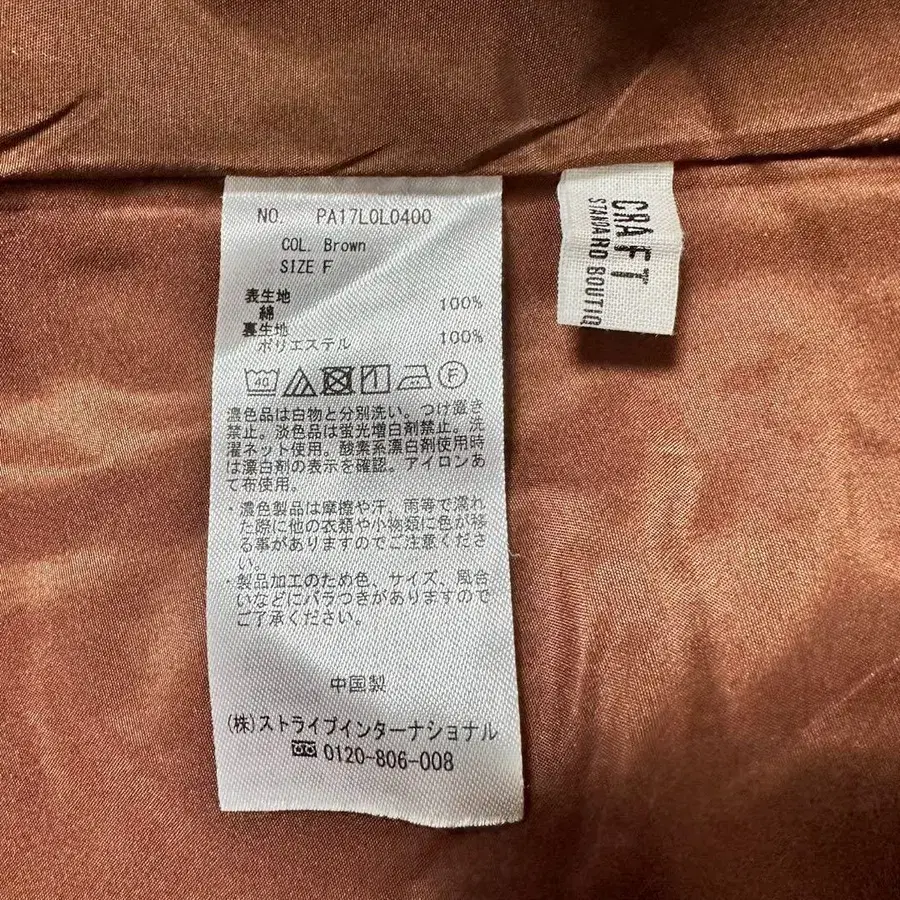 NO. PA17L0L0400
COL. Brown
SIZE F
表生地
綿 100%
裏生地
ポリエステル 100%
40
F
濃色品は白物と分別洗い。つけ置き
禁止。淡色品は蛍光増白剤禁止。洗
濯ネット使用。酸素系漂白剤使用時
は漂白剤の表示を確認。アイロンあ
て布使用。
・濃色製品は摩擦や汗、雨等で濡れ
た際に他の衣類や小物類に色が移
る事がありますのでご注意くださ
い。
・製品加工のため色、サイズ、風合
いなどにバラつきがありますので
ご了承ください。
中国製
(株)ストライプインターナショナル
0120-806-008
CRAFT
STANDARD BOUTIQ